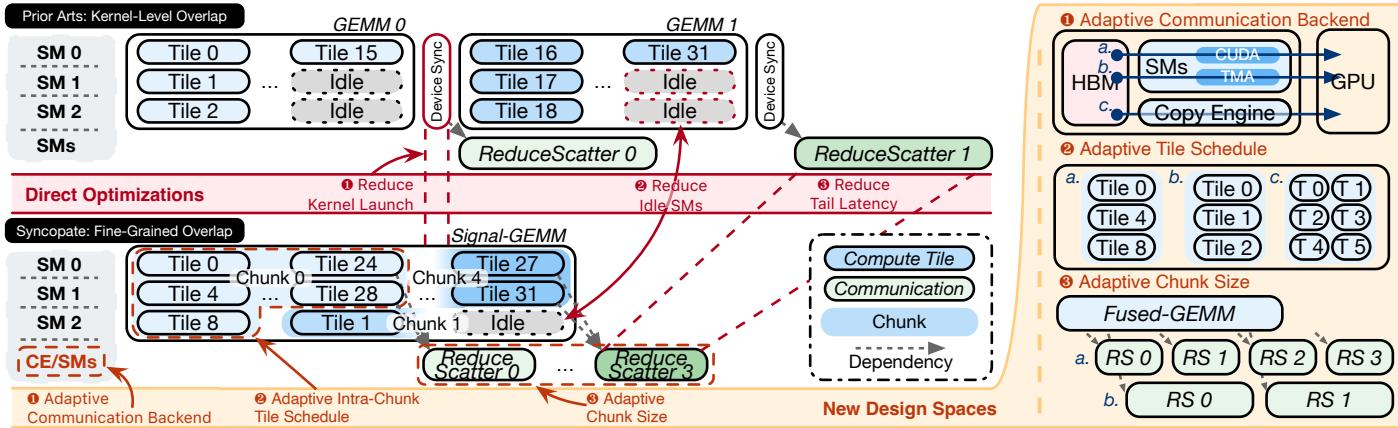 Prior Arts: Kernel-Level Overlap
GEMM 0
GEMM 1
SM 0
Tile 0
Tile 15
Tile 16
Tile 31
SM 1
Tile 1
...
Idle
Tile 17
...
Idle
SM 2
Tile 2
Idle
Tile 18
Idle
Device Sync
Device Sync
SMs
ReduceScatter 0
ReduceScatter 1
Direct Optimizations
❶ Reduce
Kernel Launch
❷ Reduce
Idle SMs
❸ Reduce
Tail Latency
Syncopate: Fine-Grained Overlap
Signal-GEMM
SM 0
Tile 0
Tile 24
Tile 27
Chunk 0
Chunk 4
SM 1
Tile 4
...
Tile 28
...
Tile 31
SM 2
Tile 8
Tile 1
Chunk 1
Idle
CE/SMs
Reduce
Scatter 0
...
Reduce
Scatter 3
❶ Adaptive
Communication Backend
❷ Adaptive Intra-Chunk
Tile Schedule
❸ Adaptive
Chunk Size
New Design Spaces
Compute Tile
Communication
Chunk
Dependency
❶ Adaptive Communication Backend
a.
b.
c.
HBM
SMs
CUDA
TMA
Copy Engine
GPU
❷ Adaptive Tile Schedule
a.
Tile 0
Tile 4
Tile 8
b.
Tile 0
Tile 1
Tile 2
c.
T 0
T 1
T 2
T 3
T 4
T 5
❸ Adaptive Chunk Size
Fused-GEMM
a.
RS 0
RS 1
RS 2
RS 3
b.
RS 0
RS 1